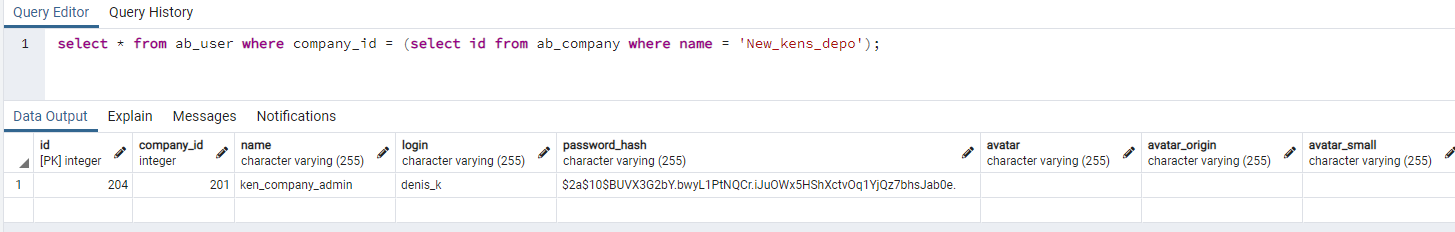 Query Editor Query History
1 select * from ab_user where company_id = (select id from ab_company where name = 'New_kens_depo');
Data Output Explain Messages Notifications
id company_id name login password_hash avatar avatar_origin avatar_small
[PK] integer integer character varying (255) character varying (255) character varying (255) character varying (255) character varying (255) character varying (255)
1 204 201 ken_company_admin denis_k $2a$10$BUVX3G2bY.bwyL1PtNQCr.iJuOWx5HShXctvOq1YjQz7bhsJab0e.